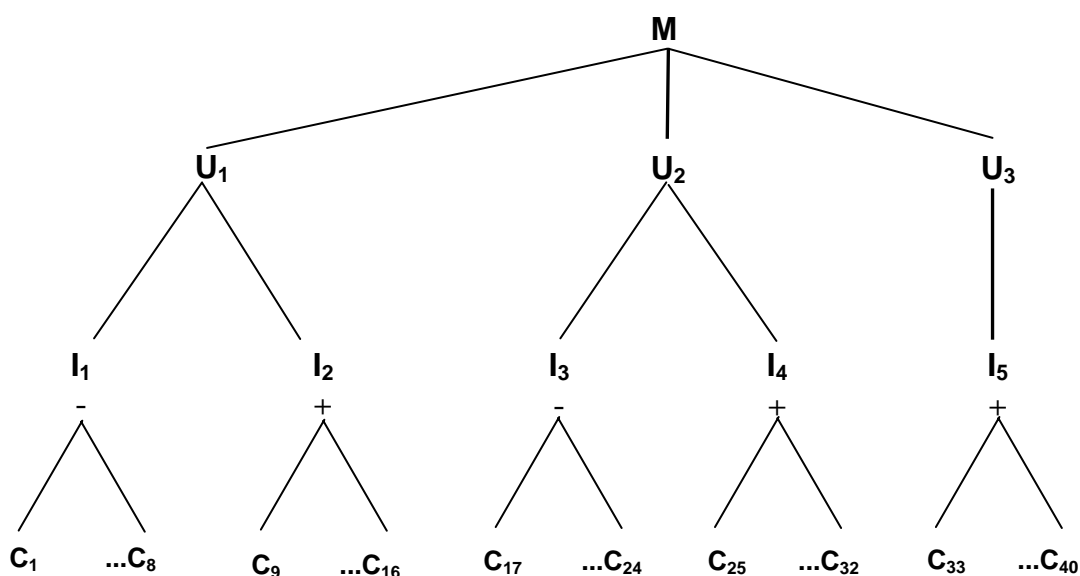 M
U₁ U₂ U₃
I₁ I₂ I₃ I₄ I₅
- + - + +
C₁ ...C₈ C₉ ...C₁₆ C₁₇ ...C₂₄ C₂₅ ...C₃₂ C₃₃ ...C₄₀